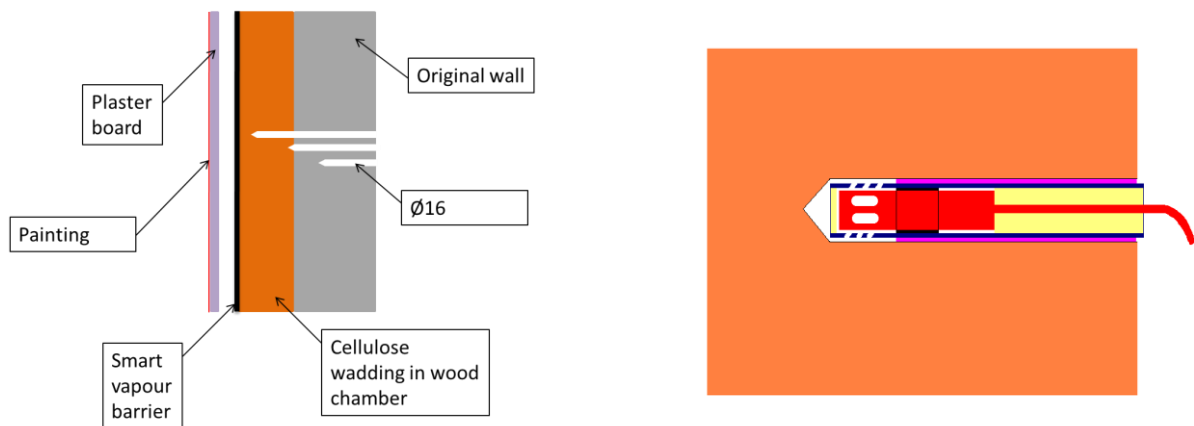 Plaster
board
Original wall
Ø16
Painting
Smart
vapour
barrier
Cellulose
wadding in wood
chamber